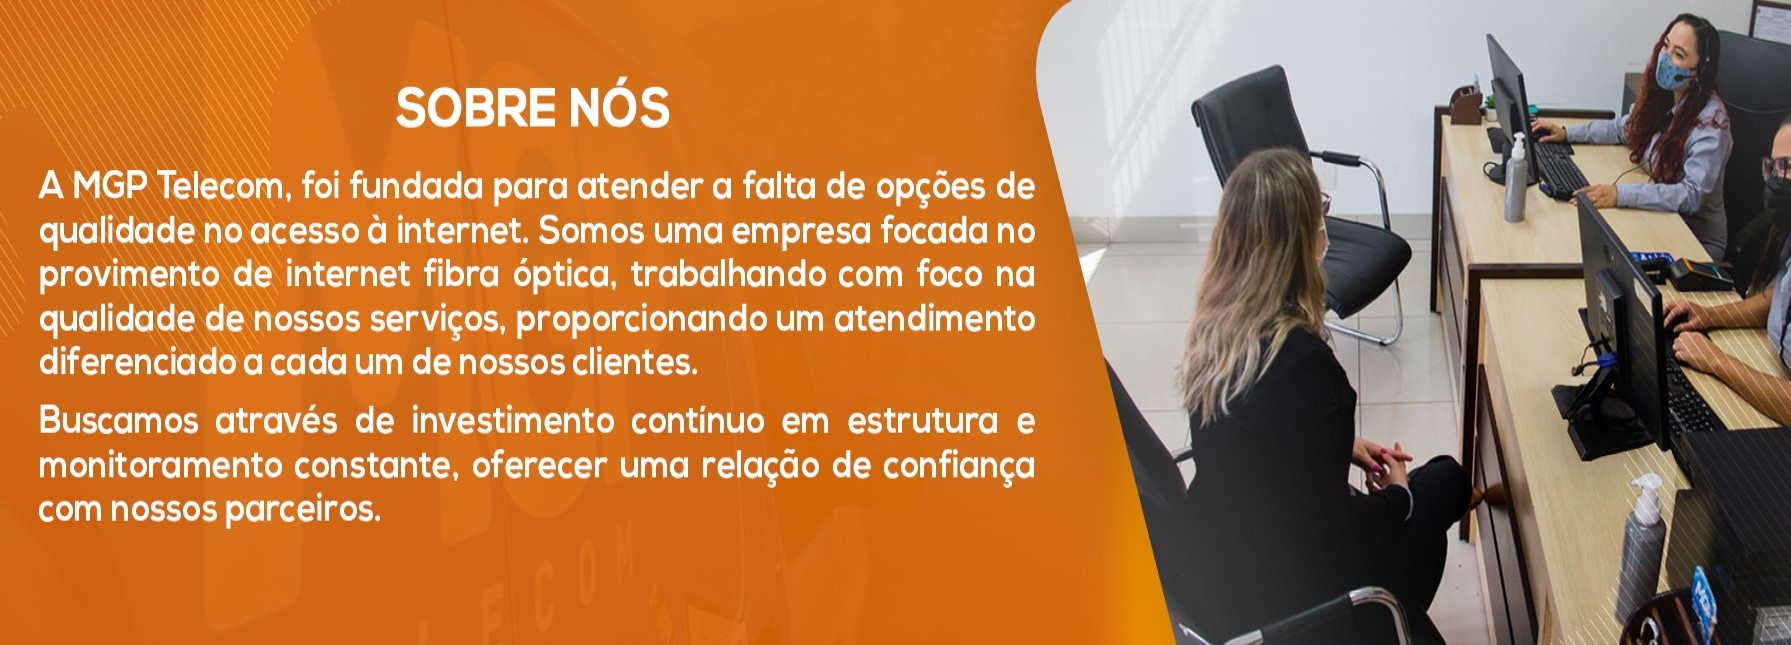 SOBRE NÓS
A MGP Telecom, foi fundada para atender a falta de opções de
qualidade no acesso à internet. Somos uma empresa focada no
provimento de internet fibra óptica, trabalhando com foco na
qualidade de nossos serviços, proporcionando um atendimento
diferenciado a cada um de nossos clientes.
Buscamos através de investimento contínuo em estrutura e
monitoramento constante, oferecer uma relação de confiança
com nossos parceiros.